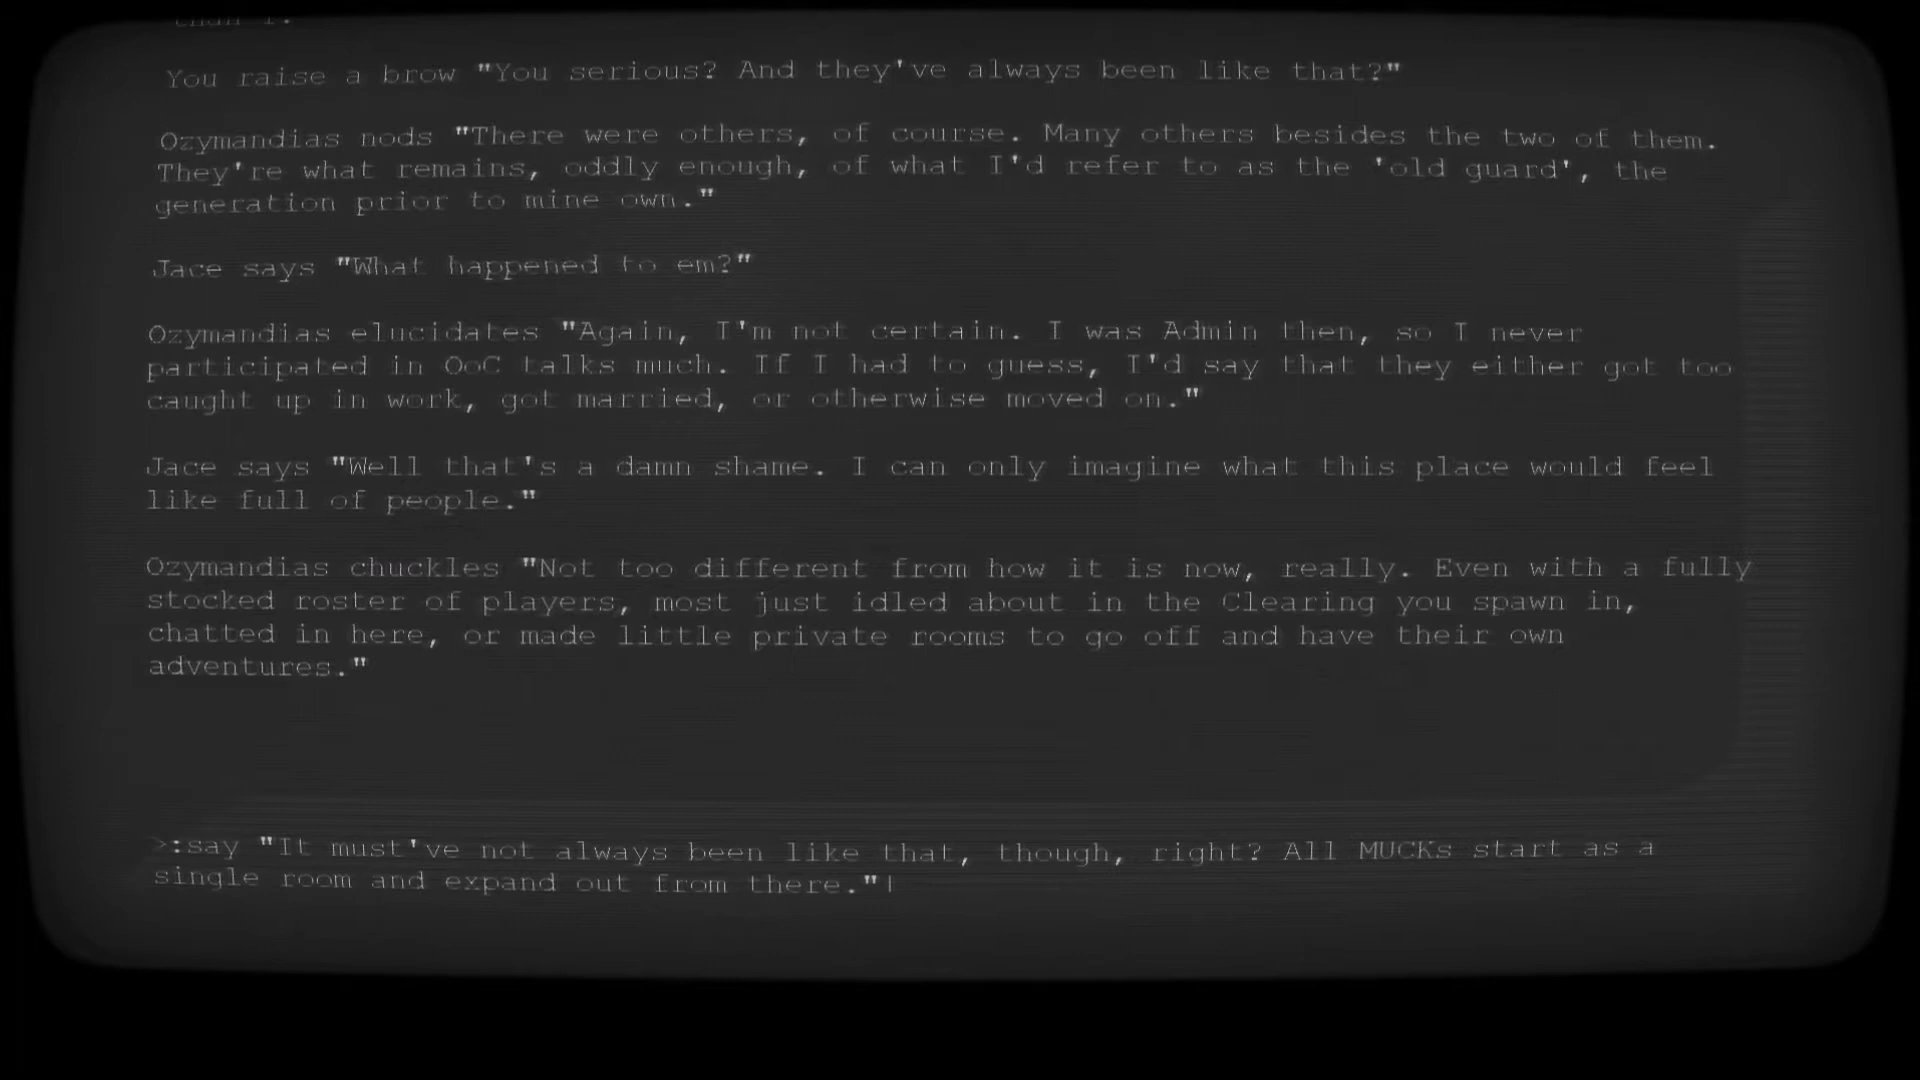 You raise a brow "You serious? And they've always been like that?"
Ozymandias nods "There were others, of course. Many others besides the two of them.
They're what remains, oddly enough, of what I'd refer to as the 'old guard', the
generation prior to mine own."
Jace says "What happened to em?"
Ozymandias elucidates "Again, I'm not certain. I was Admin then, so I never
participated in OoC talks much. If I had to guess, I'd say that they either got too
caught up in work, got married, or otherwise moved on."
Jace says "Well that's a damn shame. I can only imagine what this place would feel
like full of people."
Ozymandias chuckles "Not too different from how it is now, really. Even with a fully
stocked roster of players, most just idled about in the Clearing you spawn in,
chatted in here, or made little private rooms to go off and have their own
adventures."
>:say "It must've not always been like that, though, right? All MUCKs start as a
single room and expand out from there."|